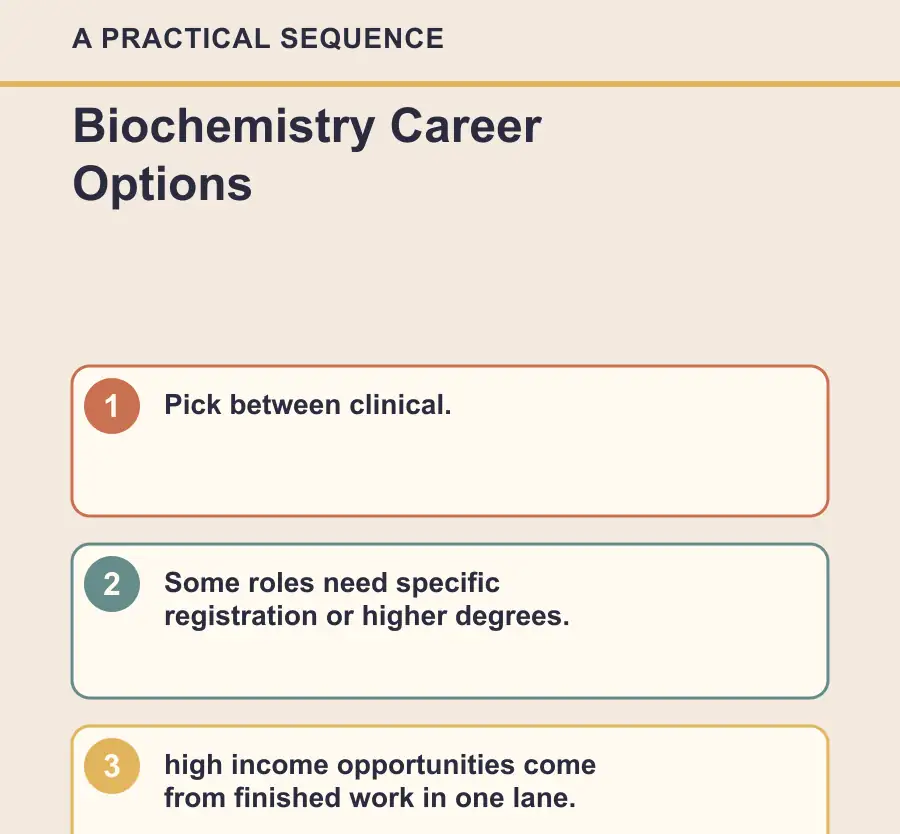 A PRACTICAL SEQUENCE
Biochemistry Career
Options
1
Pick between clinical.
2
Some roles need specific
registration or higher degrees.
3
high income opportunities come
from finished work in one lane.